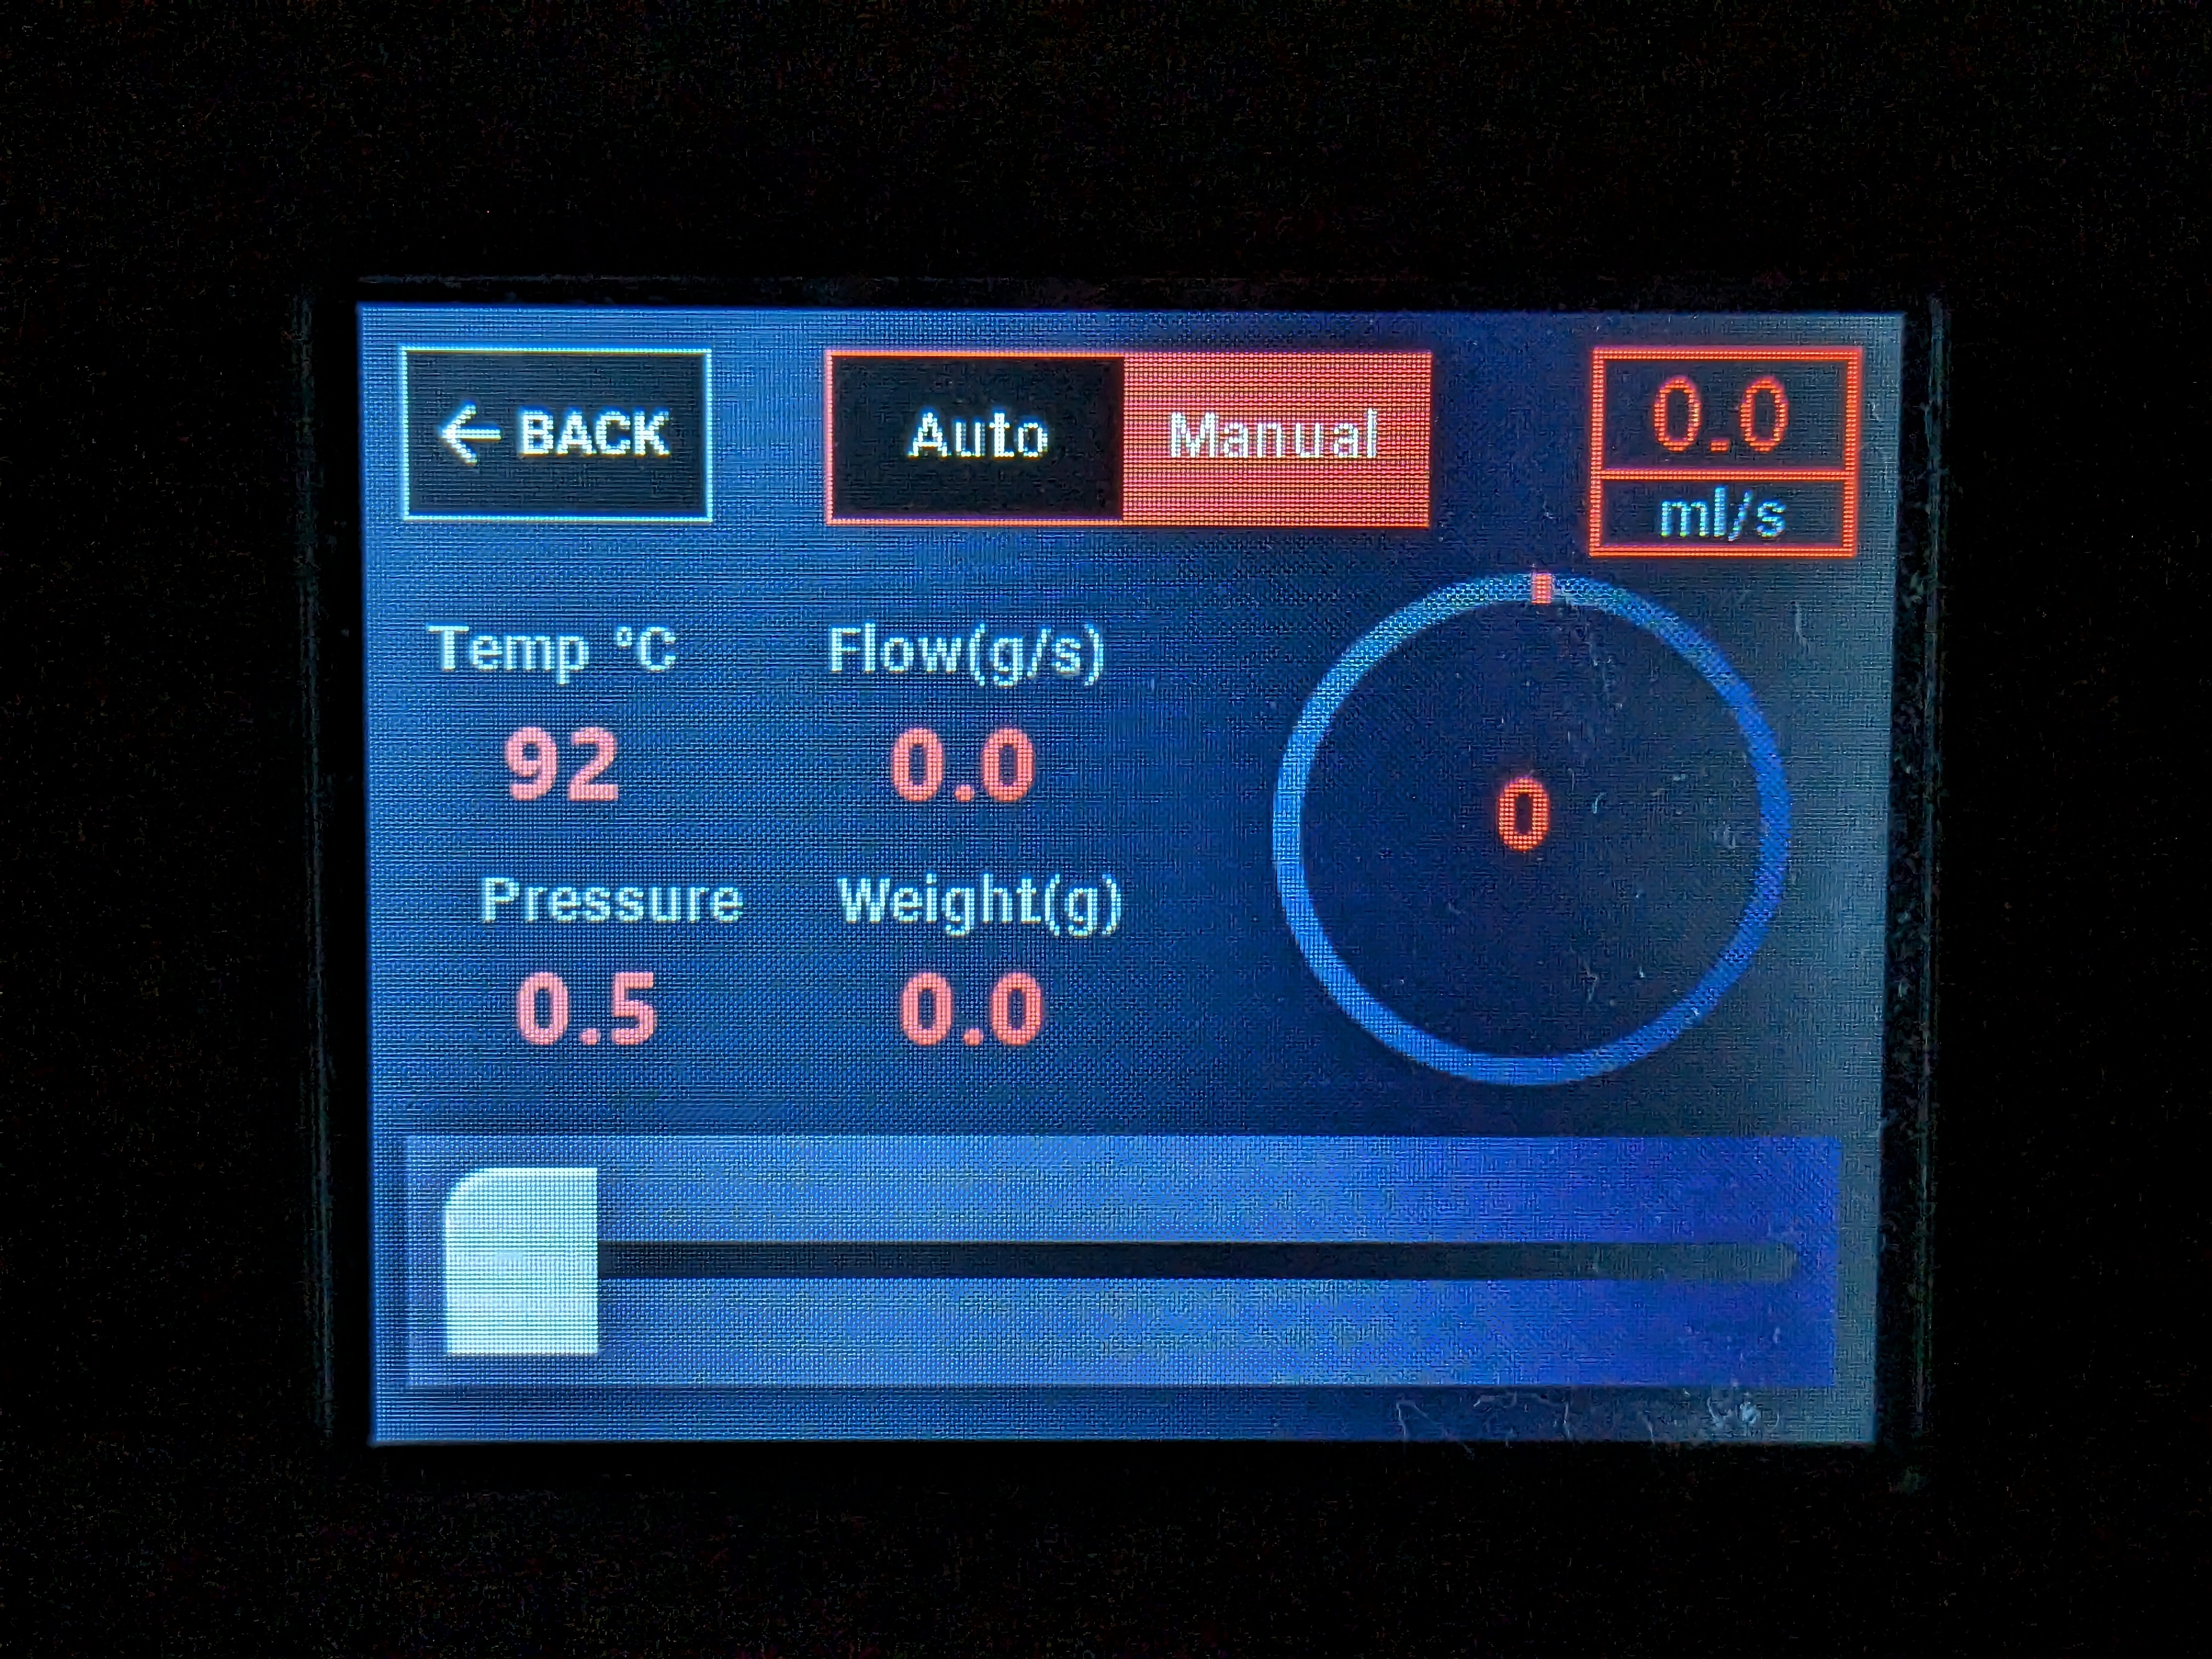 ← BACK
Auto Manual
0.0
ml/s
Temp °C Flow(g/s)
92 0.0
0
Pressure Weight(g)
0.5 0.0